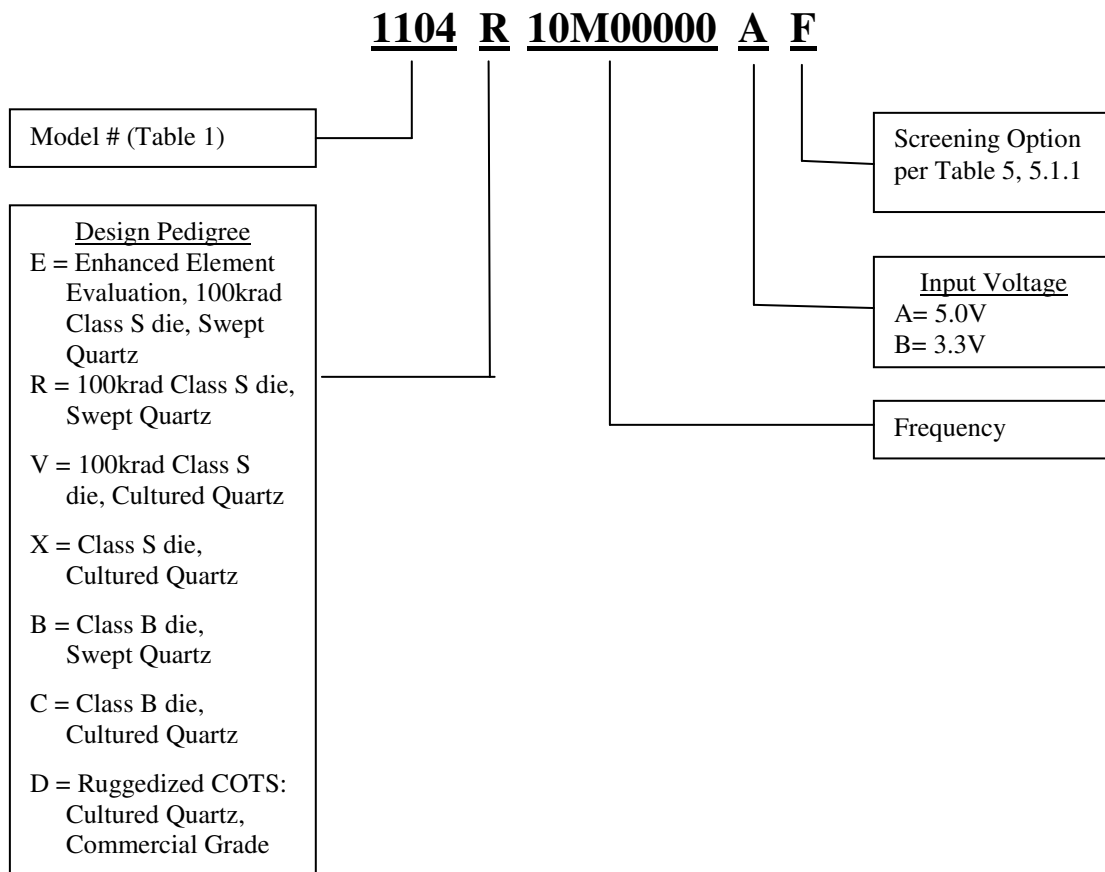 1104 R 10M00000 A F
Model # (Table 1)
Design Pedigree
E = Enhanced Element
Evaluation, 100krad
Class S die, Swept
Quartz
R = 100krad Class S die,
Swept Quartz
V = 100krad Class S
die, Cultured Quartz
X = Class S die,
Cultured Quartz
B = Class B die,
Swept Quartz
C = Class B die,
Cultured Quartz
D = Ruggedized COTS:
Cultured Quartz,
Commercial Grade
Screening Option
per Table 5, 5.1.1
Input Voltage
A= 5.0V
B= 3.3V
Frequency